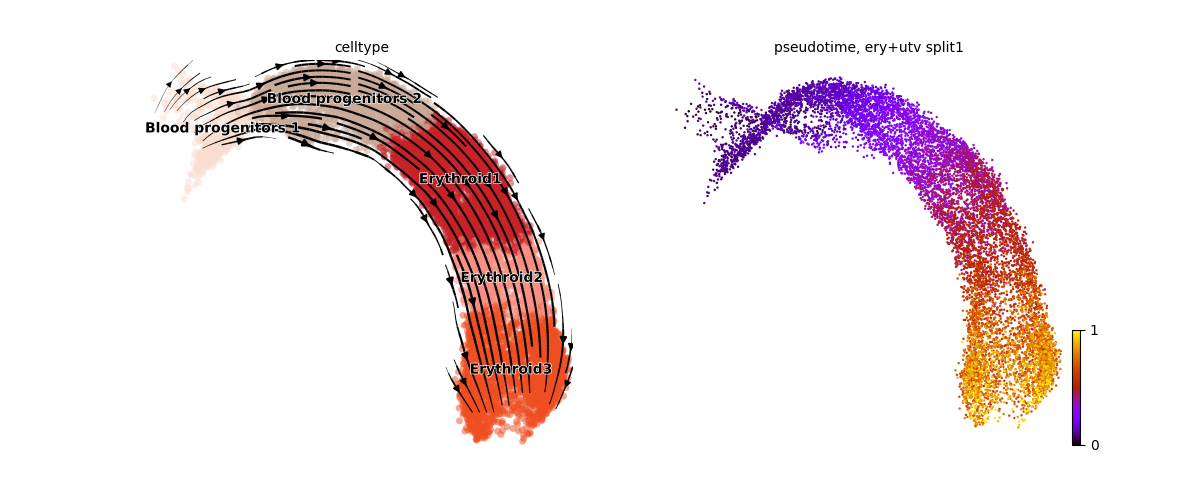 celltype
Blood progenitors 2
Blood progenitors 1
Erythroid1
Erythroid2
Erythroid3
pseudotime, ery+utv split1
1
0